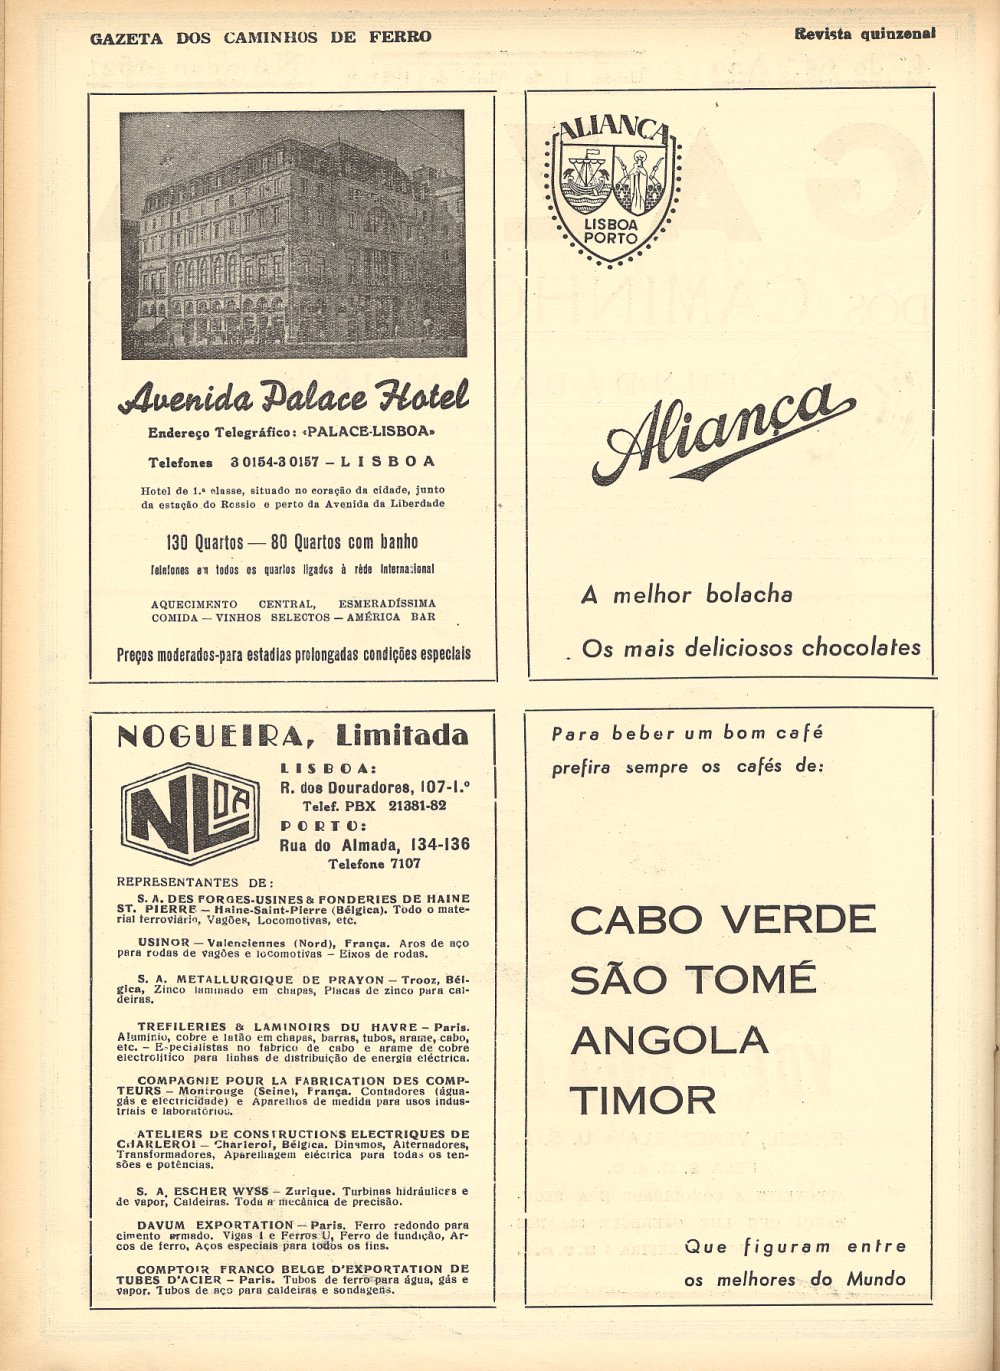 GAZETA DOS CAMINHOS DE FERRO
Revista quinzenal
Avenida Palace Hotel
Endereço Telegráfico: «PALACE-LISBOA»
Telefones 30154-30157 – LISBOA
Hotel de 1.ª classe, situado no coração da cidade, junto
da estação do Rossio e perto da Avenida da Liberdade
130 Quartos — 80 Quartos com banho
Telefones em todos os quartos ligados à rêde Internacional
AQUECIMENTO CENTRAL, ESMERADÍSSIMA
COMIDA — VINHOS SELECTOS — AMÉRICA BAR
Preços moderados-para estadias prolongadas condições especiais
ALIANÇA
LISBOA
PORTO
Aliança
A melhor bolacha
Os mais deliciosos chocolates
NOGUEIRA, Limitada
NLDA
LISBOA:
R. dos Douradores, 107-1.º
Telef. PBX 21381-82
PORTO:
Rua do Almada, 134-136
Telefone 7107
REPRESENTANTES DE:
S. A. DES FORGES-USINES & FONDERIES DE HAINE
ST. PIERRE — Haine-Saint-Pierre (Bélgica). Todo o mate-
rial ferroviário, Vagões, Locomotivas, etc.
USINOR — Valenciennes (Nord), França. Aros de aço
para rodas de vagões e locomotivas – Eixos de rodas.
S. A. METALLURGIQUE DE PRAYON – Trooz, Bél-
gica, Zinco laminado em chapas, Placas de zinco para cal-
deiras.
TREFILERIES & LAMINOIRS DU HAVRE – Paris.
Alumínio, cobre e latão em chapas, barras, tubos, arame, cabo,
etc. – Especialistas no fabrico de cabo e arame de cobre
electrolítico para linhas de distribuição de energia eléctrica.
COMPAGNIE POUR LA FABRICATION DES COMP-
TEURS – Montrouge (Seine), França. Contadores (água-
gás e electricidade) e Aparelhos de medida para usos indus-
triais e laboratórios.
ATELIERS DE CONSTRUCTIONS ELECTRIQUES DE
CHARLEROI – Charleroi, Bélgica. Dínamos, Alternadores,
Transformadores, Aparelhagem eléctrica para todas os ten-
sões e potências.
S. A. ESCHER WYSS – Zurique. Turbinas hidráulices e
de vapor, Caldeiras. Toda a mecânica de precisão.
DAVUM EXPORTATION – Paris. Ferro redondo para
cimento armado. Vigas I e Ferros U, Ferro de fundição, Ar-
cos de ferro, Aços especiais para todos os fins.
COMPTOIR FRANCO BELGE D'EXPORTATION DE
TUBES D'ACIER – Paris. Tubos de ferro para água, gás e
vapor. Tubos de aço para caldeiras e sondagens.
Para beber um bom café
prefira sempre os cafés de:
CABO VERDE
SÃO TOMÉ
ANGOLA
TIMOR
Que figuram entre
os melhores do Mundo